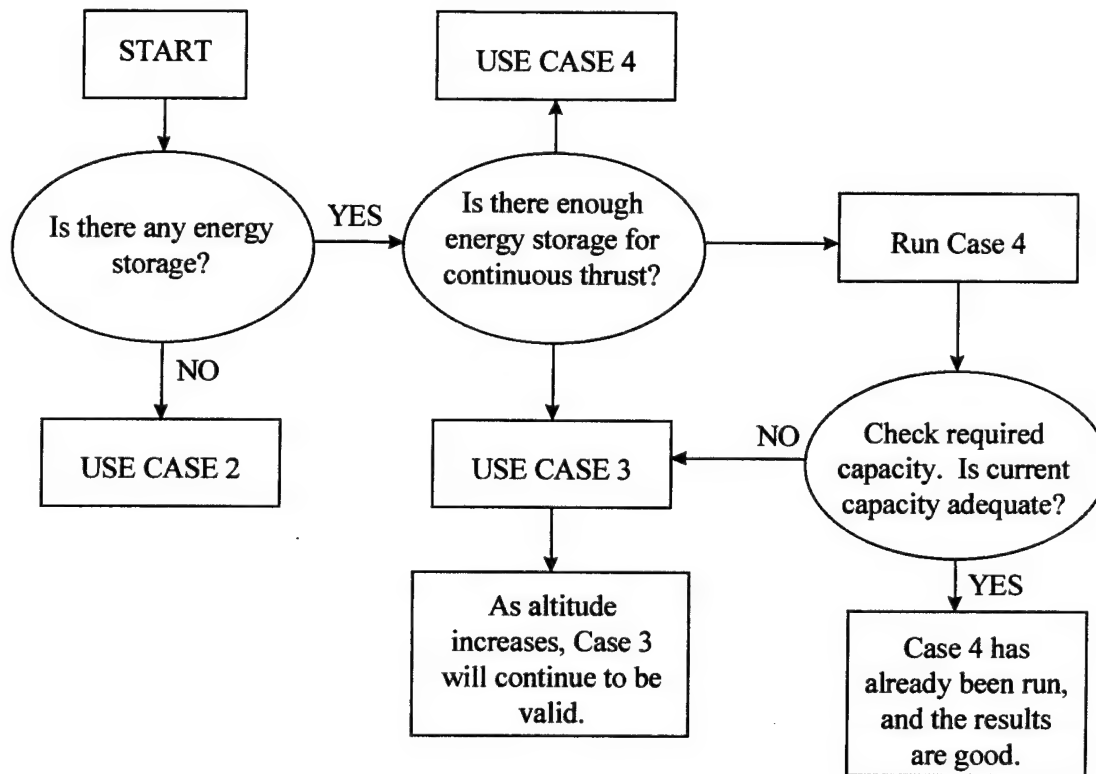 START
USE CASE 4
Is there any energy
storage?
YES
Is there enough
energy storage for
continuous thrust?
Run Case 4
NO
USE CASE 2
USE CASE 3
NO
Check required
capacity. Is current
capacity adequate?
YES
As altitude
increases, Case 3
will continue to be
valid.
Case 4 has
already been run,
and the results
are good.